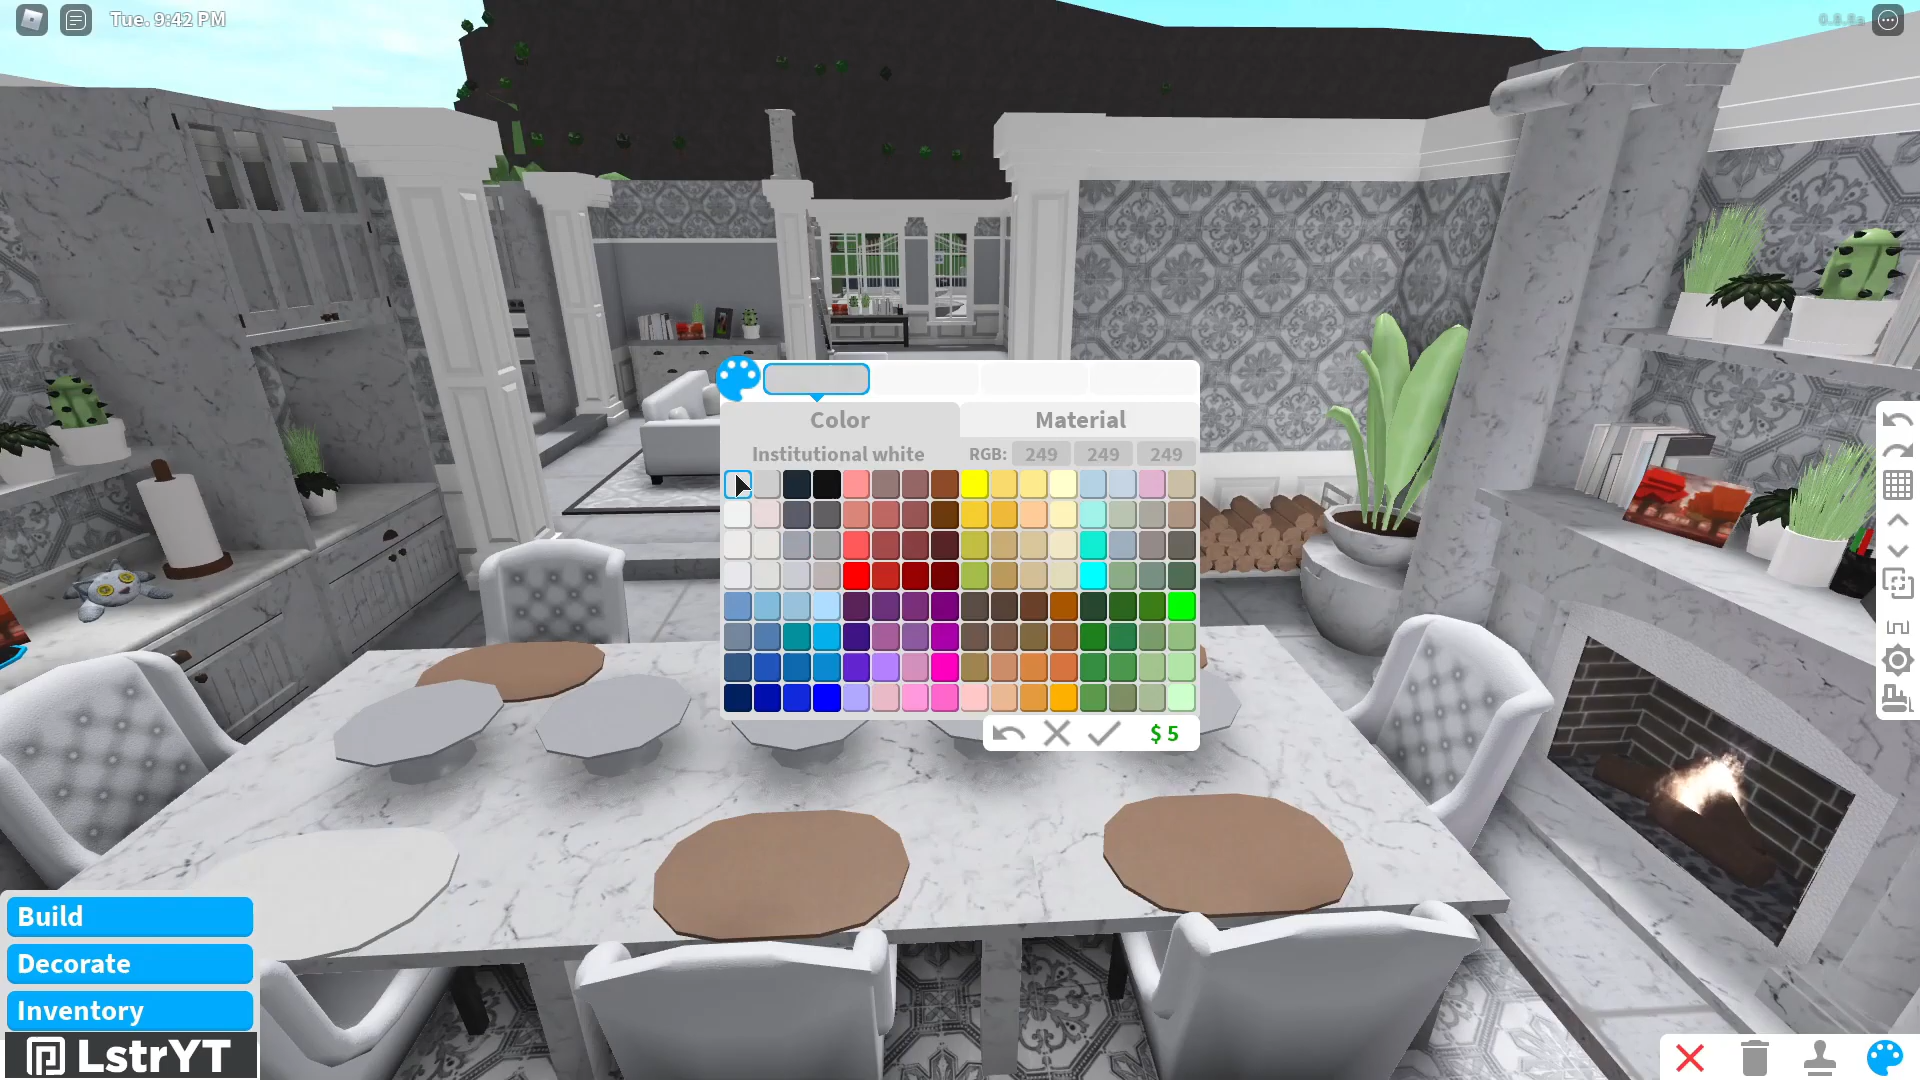 Tue. 9:42 PM
Color
Material
Institutional white
RGB: 249 249 249
$ 5
Build
Decorate
Inventory
LstrYT